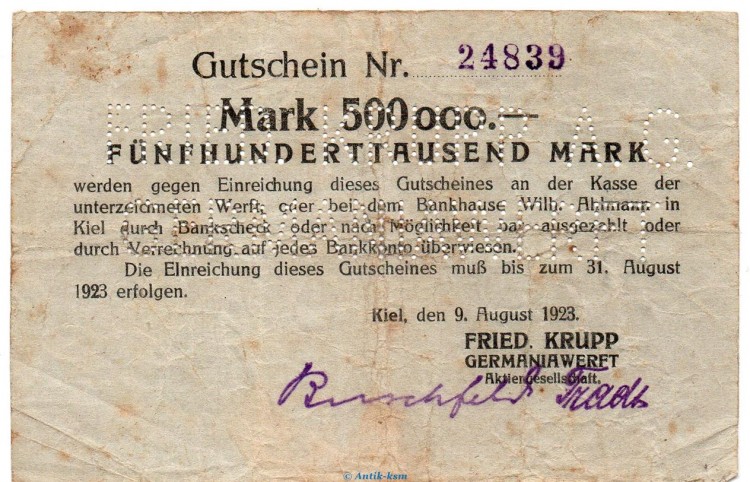 Gutschein Nr. 24839
Mark 500000.—
FÜNFHUNDERTTAUSEND MARK
werden gegen Einreichung dieses Gutscheines an der Kasse der
unterzeichneten Werft, oder bei dem Bankhause Wilh. Ahlmann in
Kiel durch Bankscheck oder nach Möglichkeit bar ausgezahlt oder
durch Verrechnung auf jedes Bankkonto überwiesen.
Die EInreichung dieses Gutscheines muß bis zum 31. August
1923 erfolgen.
Kiel, den 9. August 1923.
FRIED. KRUPP
GERMANIAWERFT
Aktiengesellschaft.
© Antik-ksm